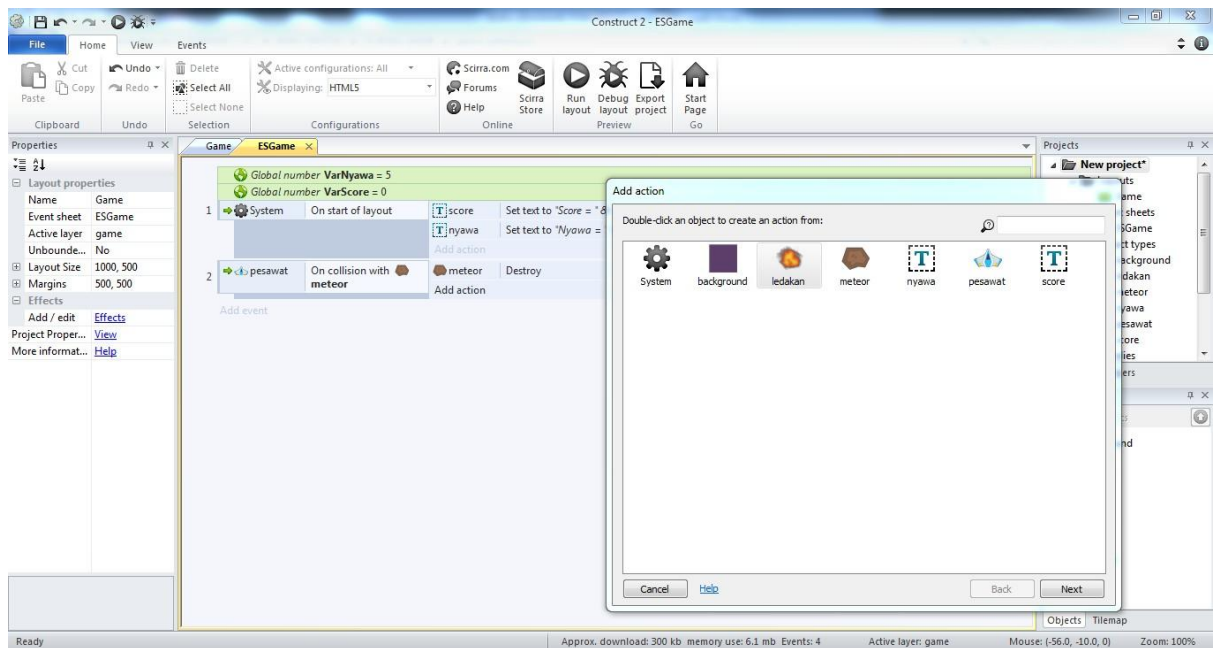 Construct 2 - ESGame
File Home View Events
Paste Cut Copy
Clipboard
Undo Redo
Undo
Delete
Select All
Select None
Selection
Active configurations: All
Displaying: HTML5
Configurations
Scirra.com
Forums
Help
Scirra Store
Online
Run layout
Debug layout
Export project
Preview
Start Page
Go
Properties
Layout properties
Name Game
Event sheet ESGame
Active layer game
Unbounde... No
Layout Size 1000, 500
Margins 500, 500
Effects
Add / edit Effects
Project Proper... View
More informat... Help
Game ESGame
Global number VarNyawa = 5
Global number VarScore = 0
1 System On start of layout T score Set text to "Score = " &
T nyawa Set text to "Nyawa =
Add action
2 pesawat On collision with meteor meteor Destroy
Add action
Add event
Add action
Double-click an object to create an action from:
System background ledakan meteor nyawa pesawat score
Cancel Help Back Next
Projects
New project*
Objects Tilemap
Ready
Approx. download: 300 kb memory use: 6.1 mb Events: 4 Active layer: game Mouse: (-56.0, -10.0, 0) Zoom: 100%